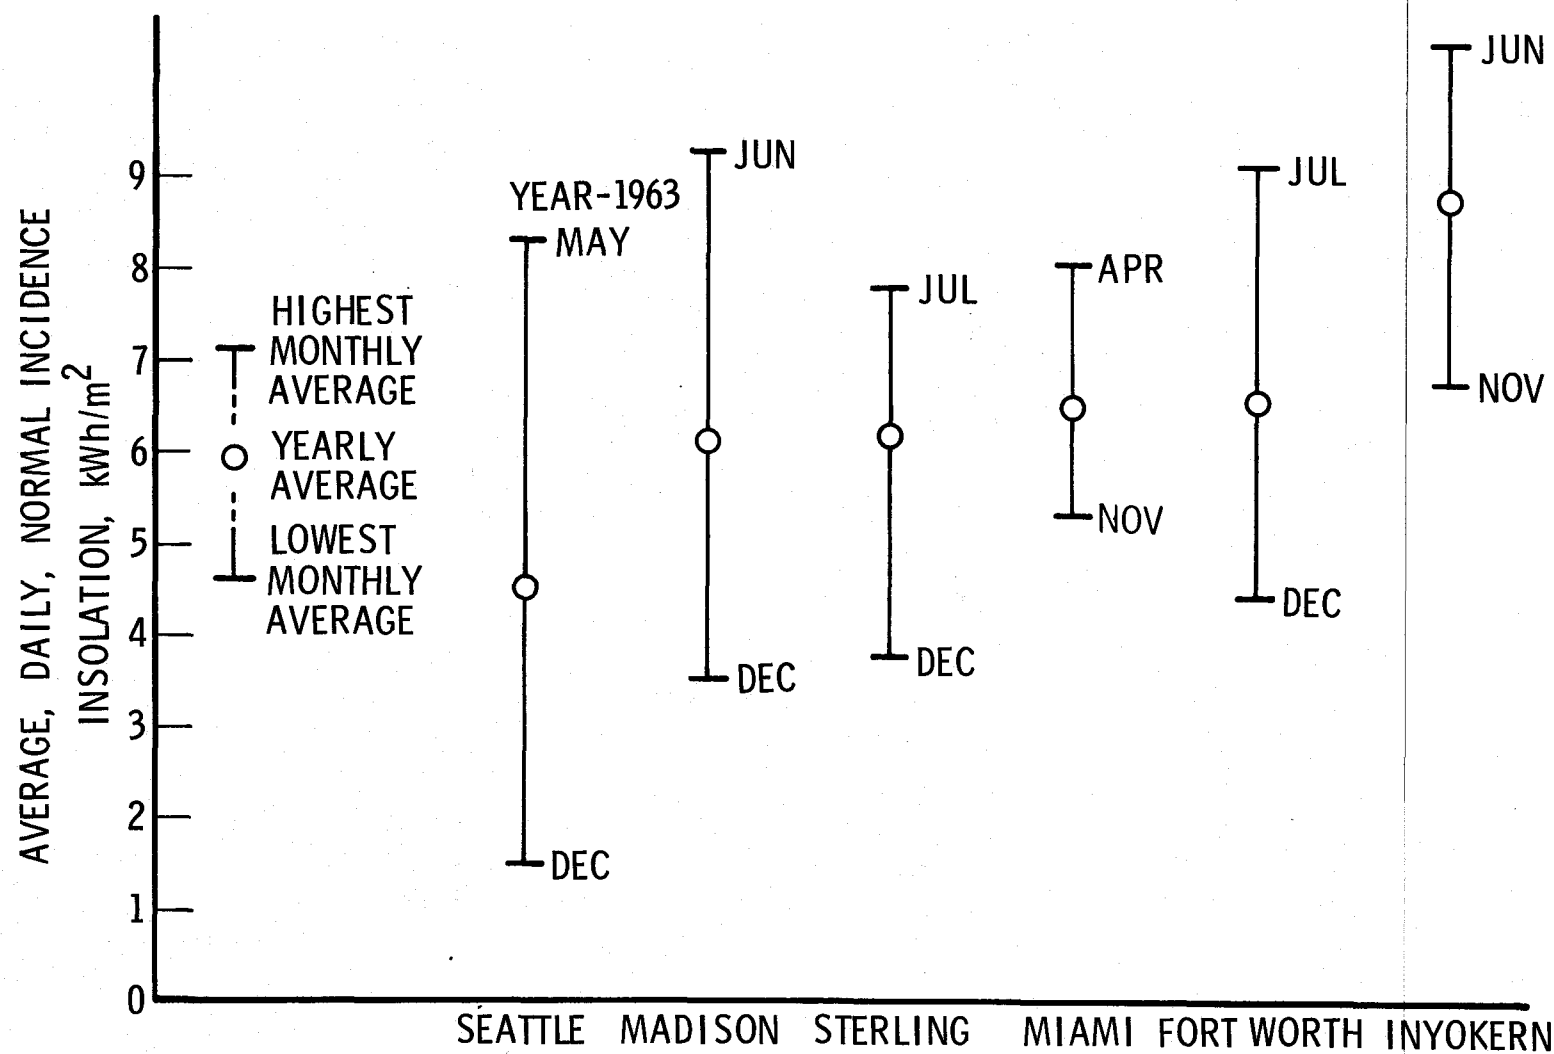 AVERAGE, DAILY, NORMAL INCIDENCE
INSOLATION, kWh/m²
9
8
7
6
5
4
3
2
1
0
HIGHEST
MONTHLY
AVERAGE
YEARLY
AVERAGE
LOWEST
MONTHLY
AVERAGE
YEAR-1963
MAY
DEC
JUN
DEC
JUL
DEC
APR
NOV
JUL
DEC
JUN
NOV
SEATTLE MADISON STERLING MIAMI FORT WORTH INYOKERN